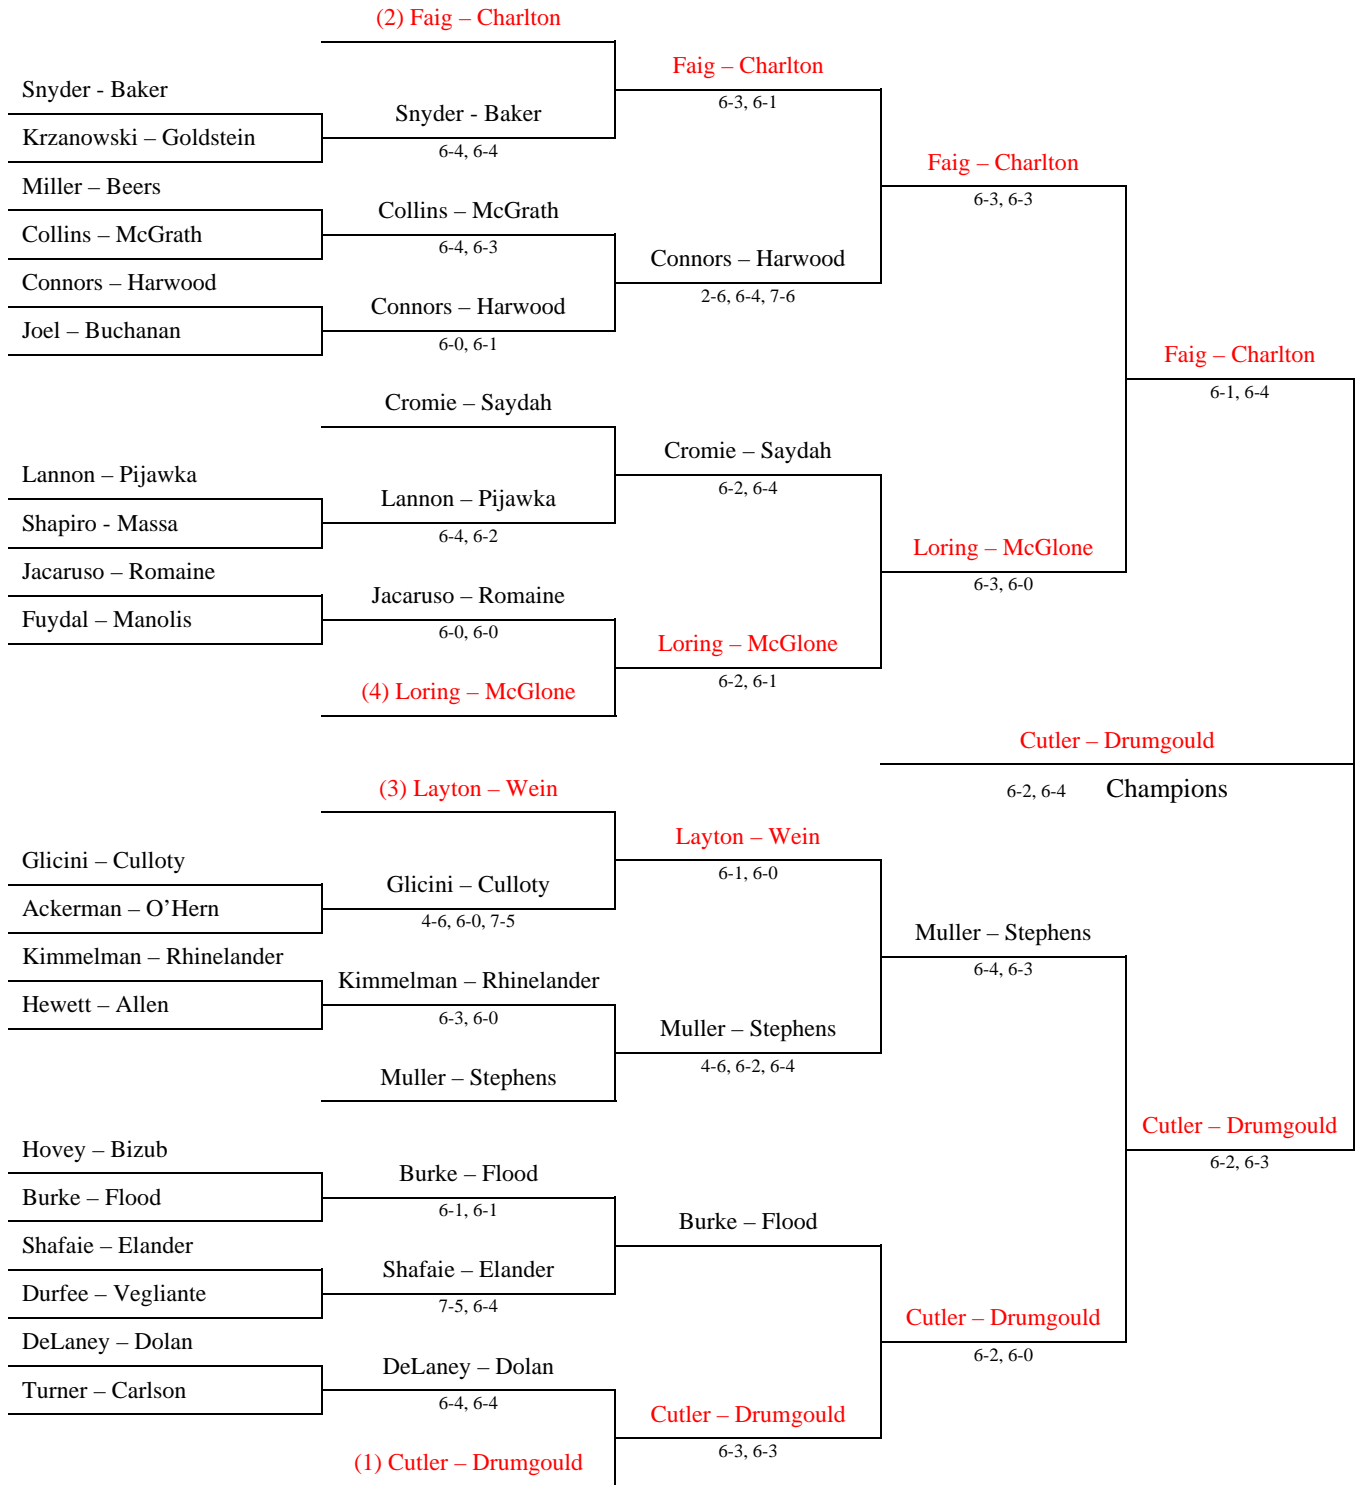 (2) Faig – Charlton
Faig – Charlton
Snyder - Baker
6-3, 6-1
Snyder - Baker
Krzanowski – Goldstein
6-4, 6-4
Faig – Charlton
Miller – Beers
6-3, 6-3
Collins – McGrath
Collins – McGrath
6-4, 6-3
Connors – Harwood
Connors – Harwood
2-6, 6-4, 7-6
Connors – Harwood
Joel – Buchanan
6-0, 6-1
Faig – Charlton
6-1, 6-4
Cromie – Saydah
Cromie – Saydah
Lannon – Pijawka
6-2, 6-4
Lannon – Pijawka
Shapiro - Massa
6-4, 6-2
Loring – McGlone
Jacaruso – Romaine
6-3, 6-0
Jacaruso – Romaine
Fuydal – Manolis
6-0, 6-0
Loring – McGlone
6-2, 6-1
(4) Loring – McGlone
Cutler – Drumgould
(3) Layton – Wein
6-2, 6-4 Champions
Layton – Wein
Glicini – Culloty
6-1, 6-0
Glicini – Culloty
Ackerman – O’Hern
4-6, 6-0, 7-5
Muller – Stephens
Kimmelman – Rhinelander
6-4, 6-3
Kimmelman – Rhinelander
Hewett – Allen
6-3, 6-0
Muller – Stephens
4-6, 6-2, 6-4
Muller – Stephens
Cutler – Drumgould
Hovey – Bizub
6-2, 6-3
Burke – Flood
Burke – Flood
6-1, 6-1
Burke – Flood
Shafaie – Elander
Shafaie – Elander
Durfee – Vegliante
7-5, 6-4
Cutler – Drumgould
DeLaney – Dolan
6-2, 6-0
DeLaney – Dolan
Turner – Carlson
6-4, 6-4
Cutler – Drumgould
6-3, 6-3
(1) Cutler – Drumgould